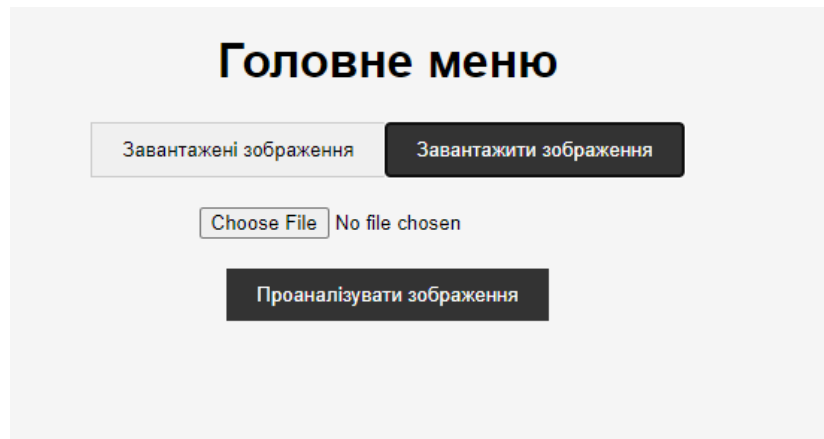 Головне меню
Завантажені зображення Завантажити зображення
Choose File No file chosen
Проаналізувати зображення